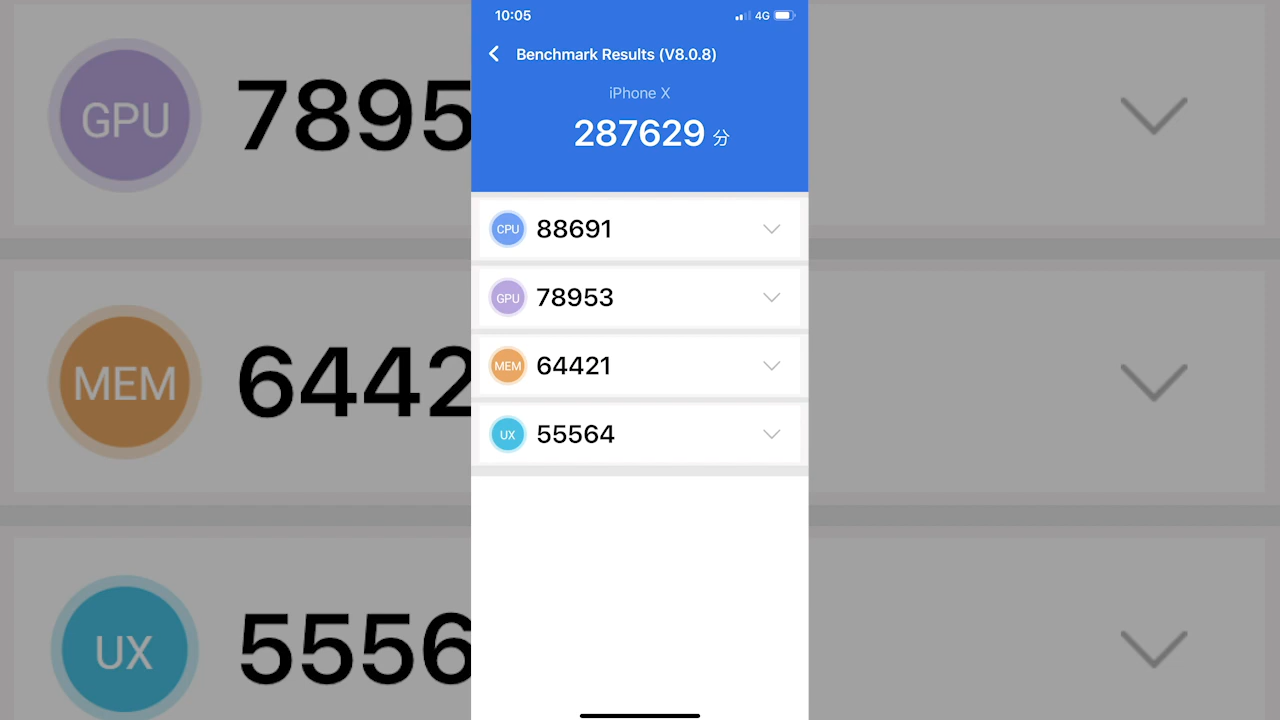 10:05 4G
Benchmark Results (V8.0.8)
iPhone X
287629 分
CPU 88691
GPU 78953
MEM 64421
UX 55564
GPU 7895
MEM 6442
UX 5556